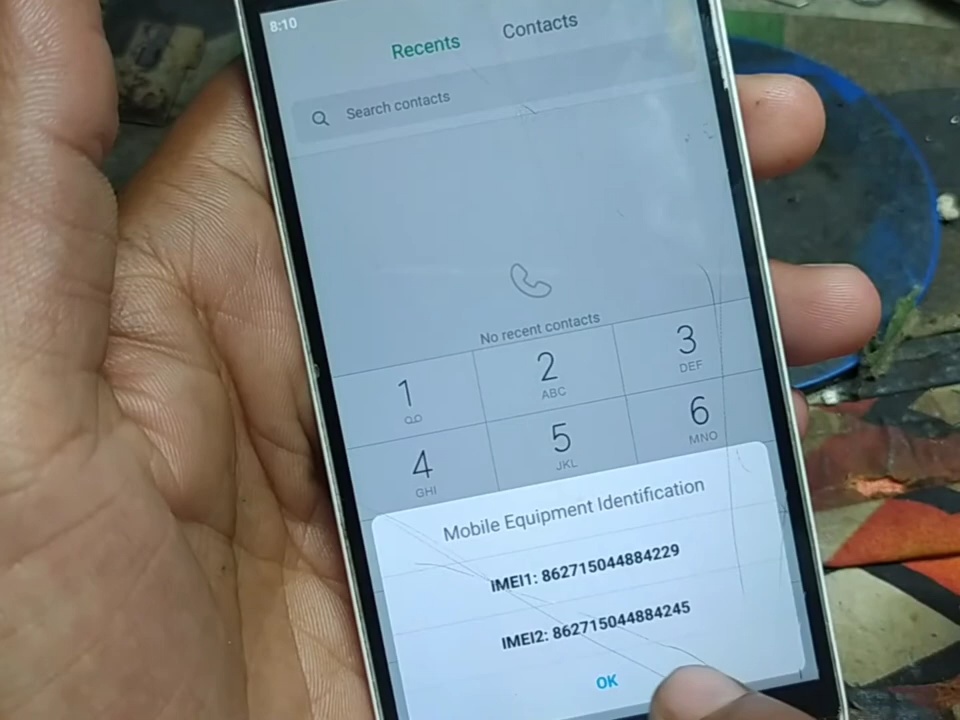 8:10
Recents Contacts
Search contacts
No recent contacts
1 2 3
ABC DEF
4 5 6
GHI JKL MNO
Mobile Equipment Identification
IMEI1: 862715044884229
IMEI2: 862715044884245
OK